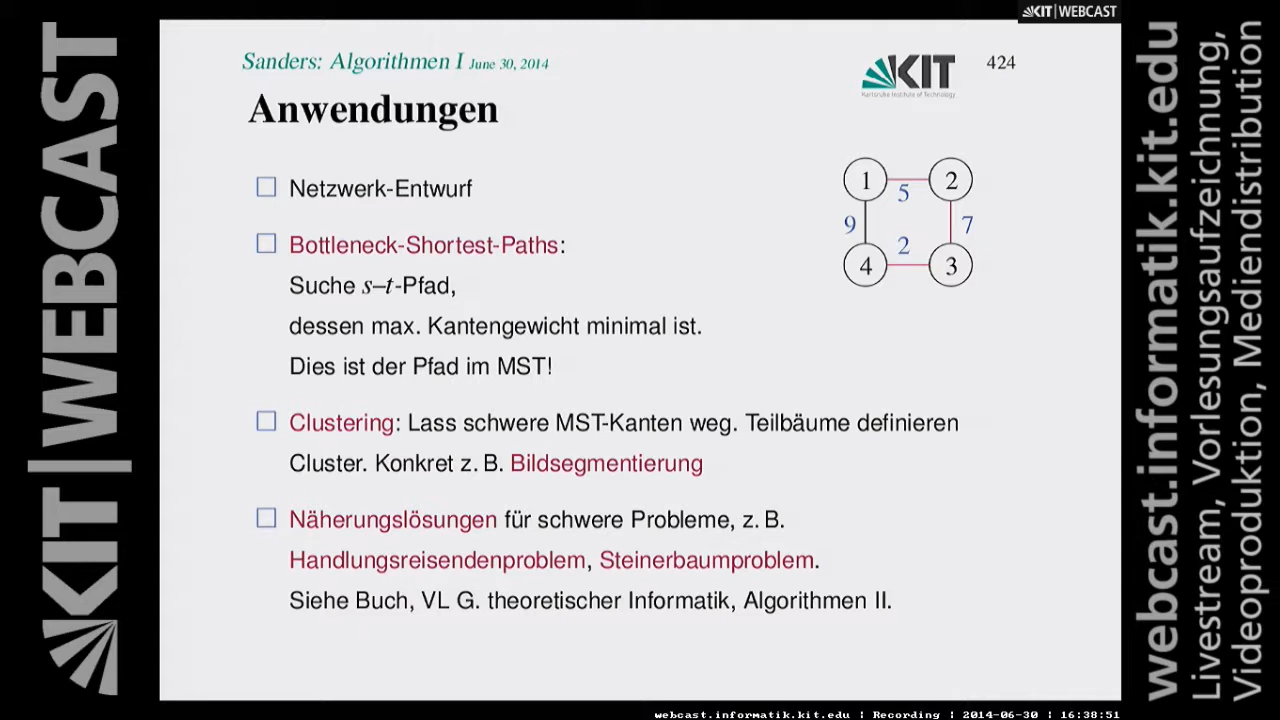 KIT|WEBCAST
Sanders: Algorithmen I June 30, 2014
KIT
Karlsruhe Institute of Technology
424
Anwendungen
Netzwerk-Entwurf
Bottleneck-Shortest-Paths:
Suche s–t-Pfad,
dessen max. Kantengewicht minimal ist.
Dies ist der Pfad im MST!
Clustering: Lass schwere MST-Kanten weg. Teilbäume definieren
Cluster. Konkret z. B. Bildsegmentierung
Näherungslösungen für schwere Probleme, z. B.
Handlungsreisendenproblem, Steinerbaumproblem.
Siehe Buch, VL G. theoretischer Informatik, Algorithmen II.
1 5 2
9 7
4 2 3
KIT|WEBCAST
webcast.informatik.kit.edu
Livestream, Vorlesungsaufzeichnung,
Videoproduktion, Mediendistribution
webcast.informatik.kit.edu | Recording | 2014-06-30 | 16:38:51